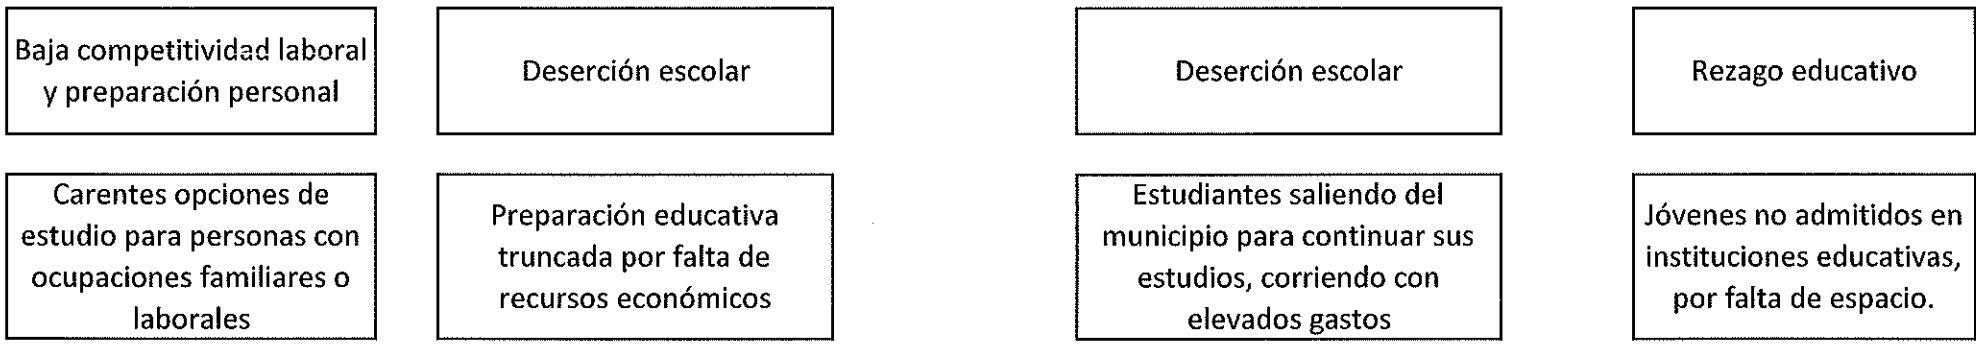 Baja competitividad laboral
y preparación personal
Deserción escolar
Deserción escolar
Rezago educativo
Carentes opciones de
estudio para personas con
ocupaciones familiares o
laborales
Preparación educativa
truncada por falta de
recursos económicos
Estudiantes saliendo del
municipio para continuar sus
estudios, corriendo con
elevados gastos
Jóvenes no admitidos en
instituciones educativas,
por falta de espacio.